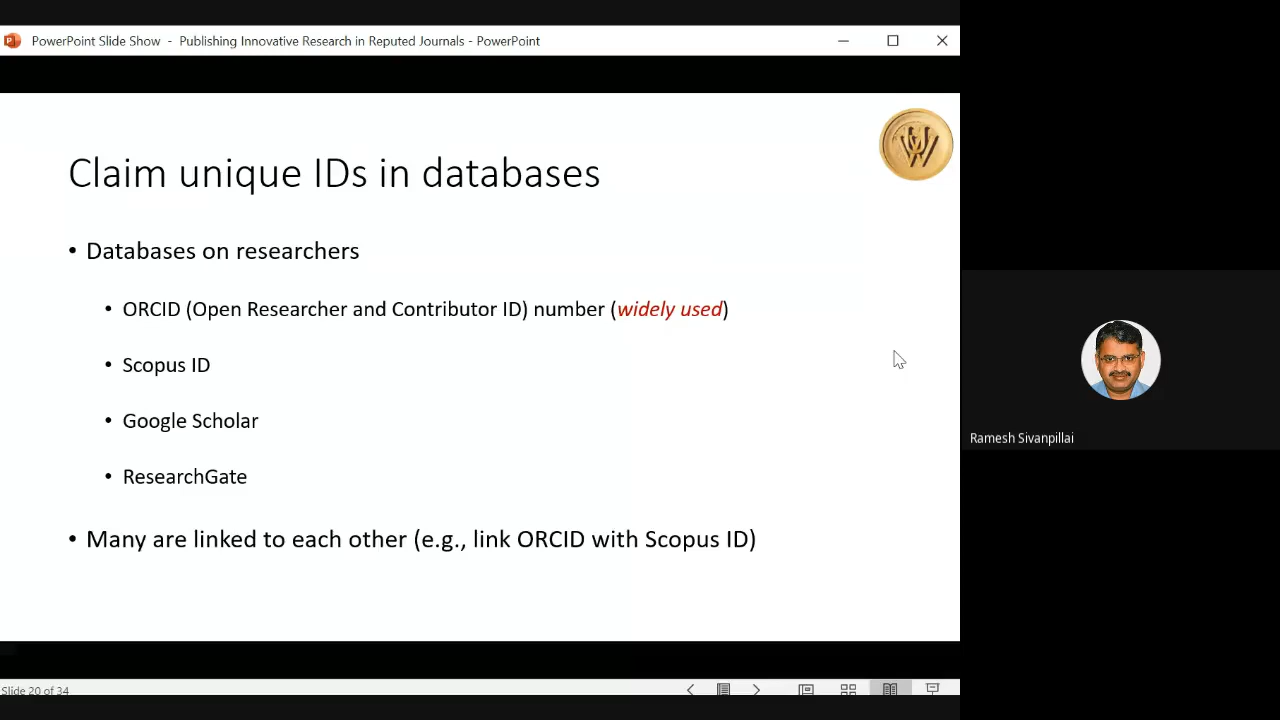 PowerPoint Slide Show - Publishing Innovative Research in Reputed Journals - PowerPoint
Claim unique IDs in databases
• Databases on researchers
• ORCID (Open Researcher and Contributor ID) number (widely used)
• Scopus ID
• Google Scholar
• ResearchGate
• Many are linked to each other (e.g., link ORCID with Scopus ID)
Ramesh Sivanpillai
Slide 20 of 34